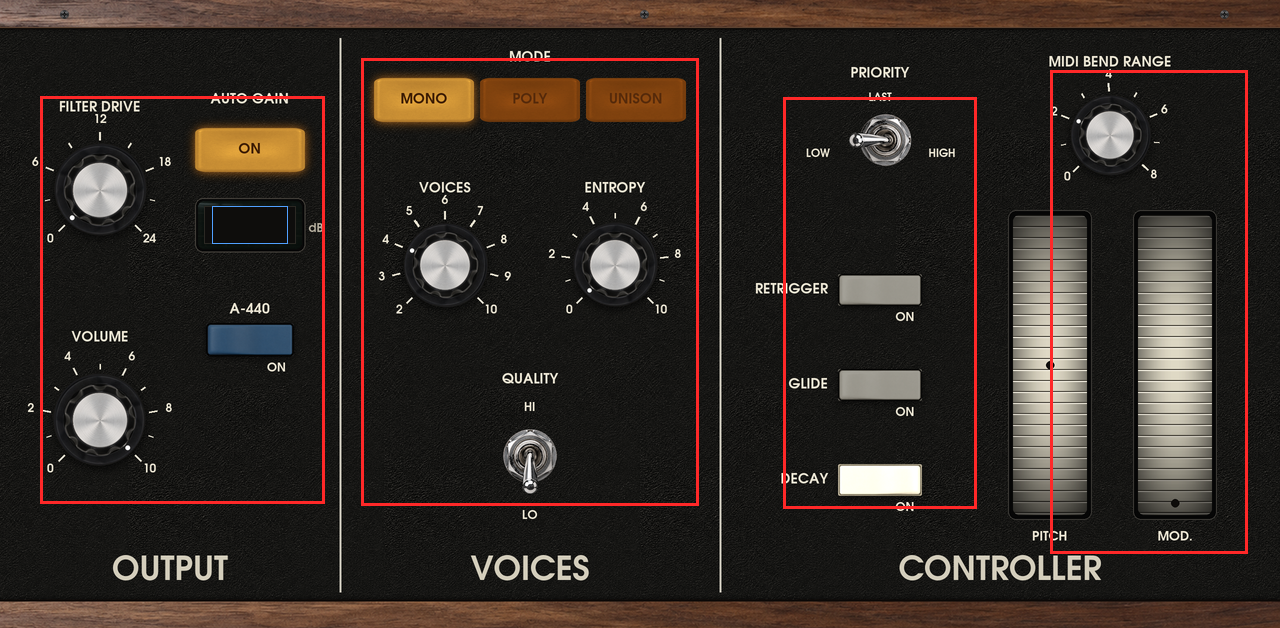 FILTER DRIVE
0 6 12 18 24
AUTO GAIN
ON
dB
A-440
ON
VOLUME
0 2 4 6 8 10
OUTPUT
MODE
MONO POLY UNISON
VOICES
2 3 4 5 6 7 8 9 10
ENTROPY
0 2 4 6 8 10
QUALITY
HI
LO
VOICES
PRIORITY
LAST
LOW HIGH
RETRIGGER
ON
GLIDE
ON
DECAY
ON
MIDI BEND RANGE
0 2 4 6 8
PITCH MOD.
CONTROLLER